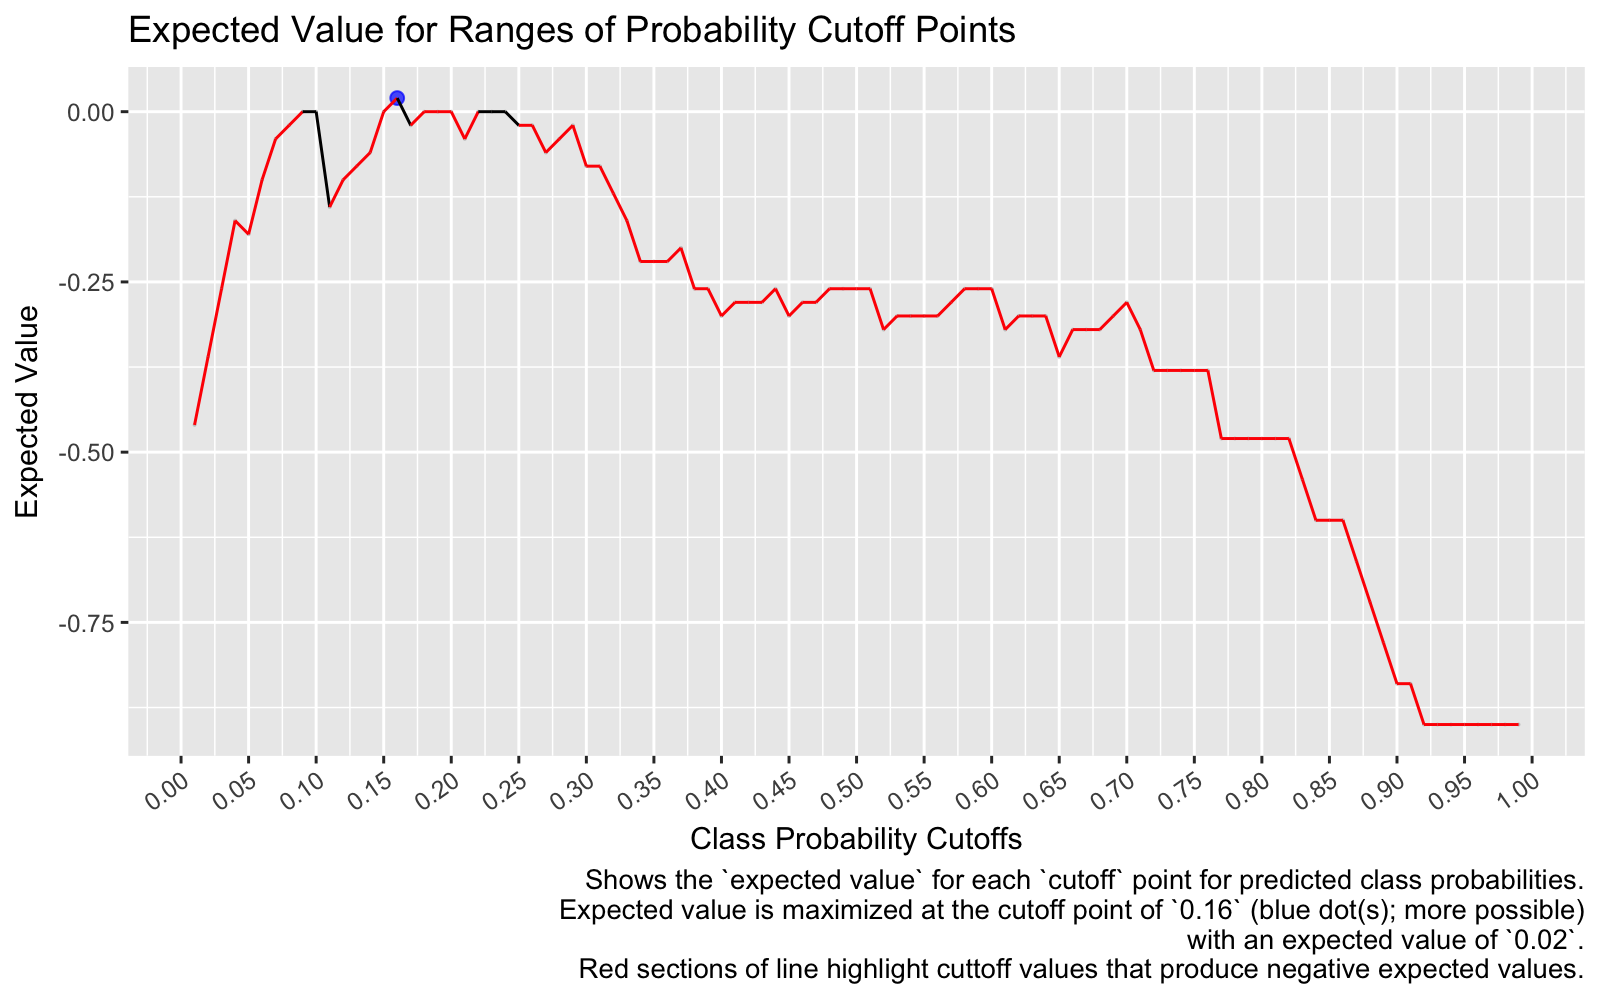 Expected Value for Ranges of Probability Cutoff Points
Expected Value
0.00
-0.25
-0.50
-0.75
0.00 0.05 0.10 0.15 0.20 0.25 0.30 0.35 0.40 0.45 0.50 0.55 0.60 0.65 0.70 0.75 0.80 0.85 0.90 0.95 1.00
Class Probability Cutoffs
Shows the `expected value` for each `cutoff` point for predicted class probabilities.
Expected value is maximized at the cutoff point of `0.16` (blue dot(s); more possible)
with an expected value of `0.02`.
Red sections of line highlight cuttoff values that produce negative expected values.